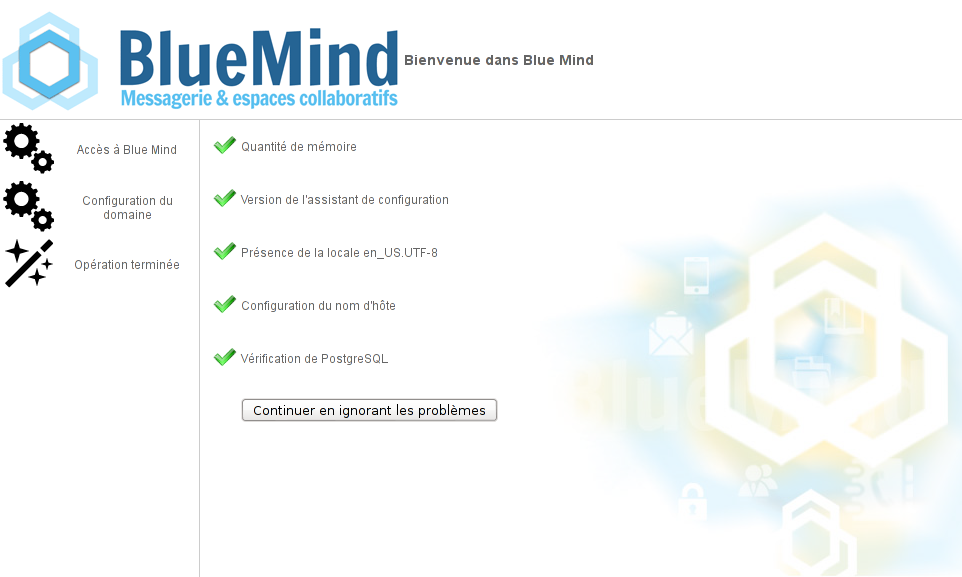 BlueMind
Messagerie & espaces collaboratifs
Bienvenue dans Blue Mind
Accès à Blue Mind
Configuration du
domaine
Opération terminée
Quantité de mémoire
Version de l'assistant de configuration
Présence de la locale en_US.UTF-8
Configuration du nom d'hôte
Vérification de PostgreSQL
Continuer en ignorant les problèmes
BlueMind